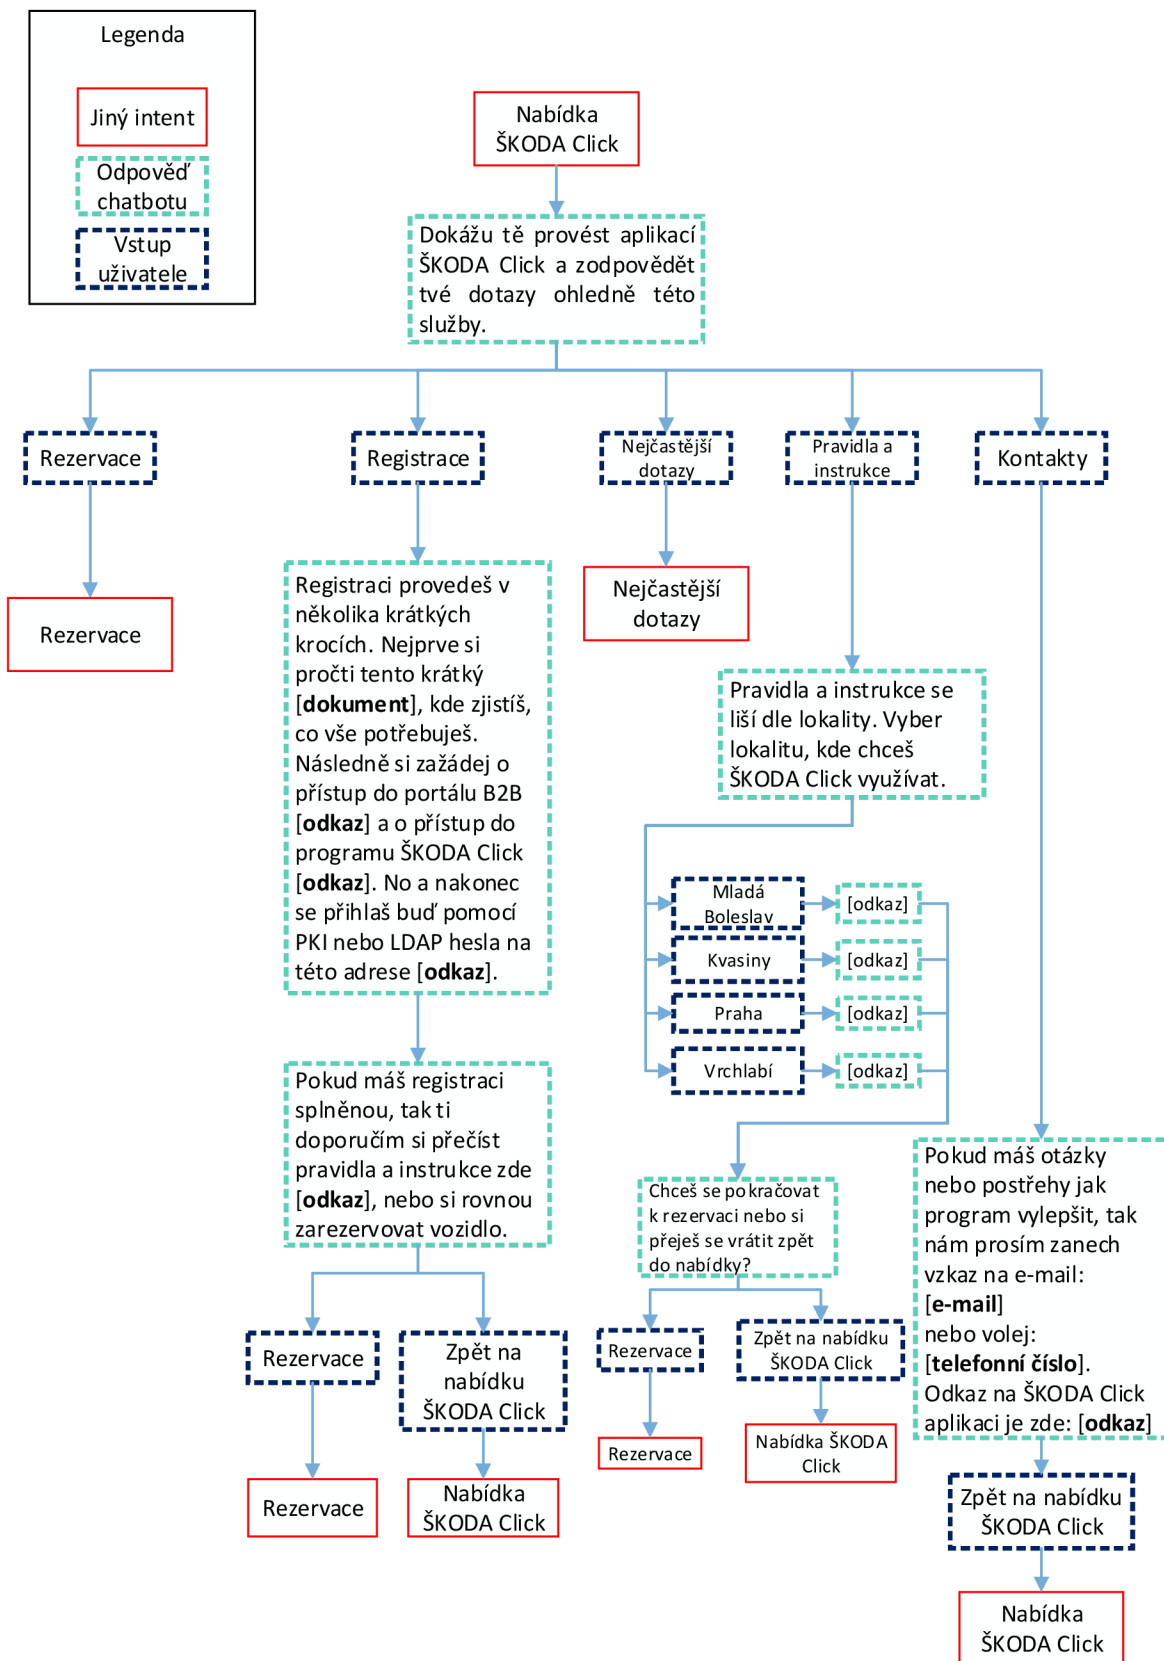 Legenda
Jiný intent
Odpověď
chatbotu
Vstup
uživatele
Nabídka
ŠKODA Click
Dokážu tě provést aplikací
ŠKODA Click a zodpovědět
tvé dotazy ohledně této
služby.
Rezervace
Registrace
Nejčastější
dotazy
Pravidla a
instrukce
Kontakty
Rezervace
Registraci provedeš v
několika krátkých
krocích. Nejprve si
pročti tento krátký
[dokument], kde zjistíš,
co vše potřebuješ.
Následně si zažádej o
přístup do portálu B2B
[odkaz] a o přístup do
programu ŠKODA Click
[odkaz]. No a nakonec
se přihlaš buď pomocí
PKI nebo LDAP hesla na
této adrese [odkaz].
Nejčastější
dotazy
Pravidla a instrukce se
liší dle lokality. Vyber
lokalitu, kde chceš
ŠKODA Click využívat.
Mladá
Boleslav
[odkaz]
Kvasiny
[odkaz]
Praha
[odkaz]
Vrchlabí
[odkaz]
Pokud máš registraci
splněnou, tak ti
doporučím si přečíst
pravidla a instrukce zde
[odkaz], nebo si rovnou
zarezervovat vozidlo.
Chceš se pokračovat
k rezervaci nebo si
přeješ se vrátit zpět
do nabídky?
Pokud máš otázky
nebo postřehy jak
program vylepšit, tak
nám prosím zanech
vzkaz na e-mail:
[e-mail]
nebo volej:
[telefonní číslo].
Odkaz na ŠKODA Click
aplikaci je zde: [odkaz]
Rezervace
Zpět na
nabídku
ŠKODA Click
Rezervace
Zpět na nabídku
ŠKODA Click
Rezervace
Nabídka
ŠKODA Click
Rezervace
Nabídka ŠKODA
Click
Zpět na nabídku
ŠKODA Click
Nabídka
ŠKODA Click